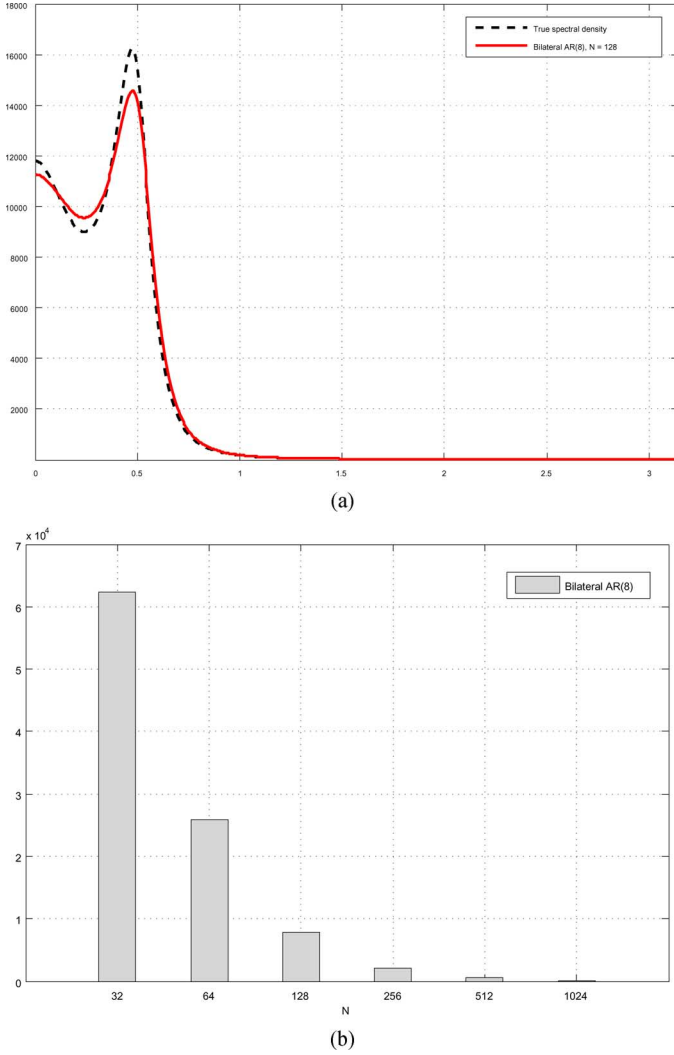 18000
16000
14000
12000
10000
8000
6000
4000
2000
0 0.5 1 1.5 2 2.5 3
True spectral density
Bilateral AR(8), N = 128
(a)
x 10^4
7
6
5
4
3
2
1
0
32 64 128 256 512 1024
N
Bilateral AR(8)
(b)